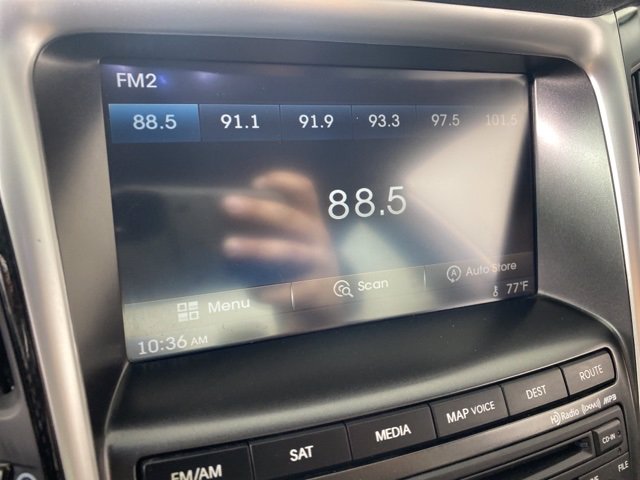 FM2
88.5 91.1 91.9 93.3 97.5 101.5
88.5
Menu Scan Auto Store
10:36 AM 77°F
FM/AM SAT MEDIA MAP VOICE DEST ROUTE
HD Radio MP3
CD-IN
FILE